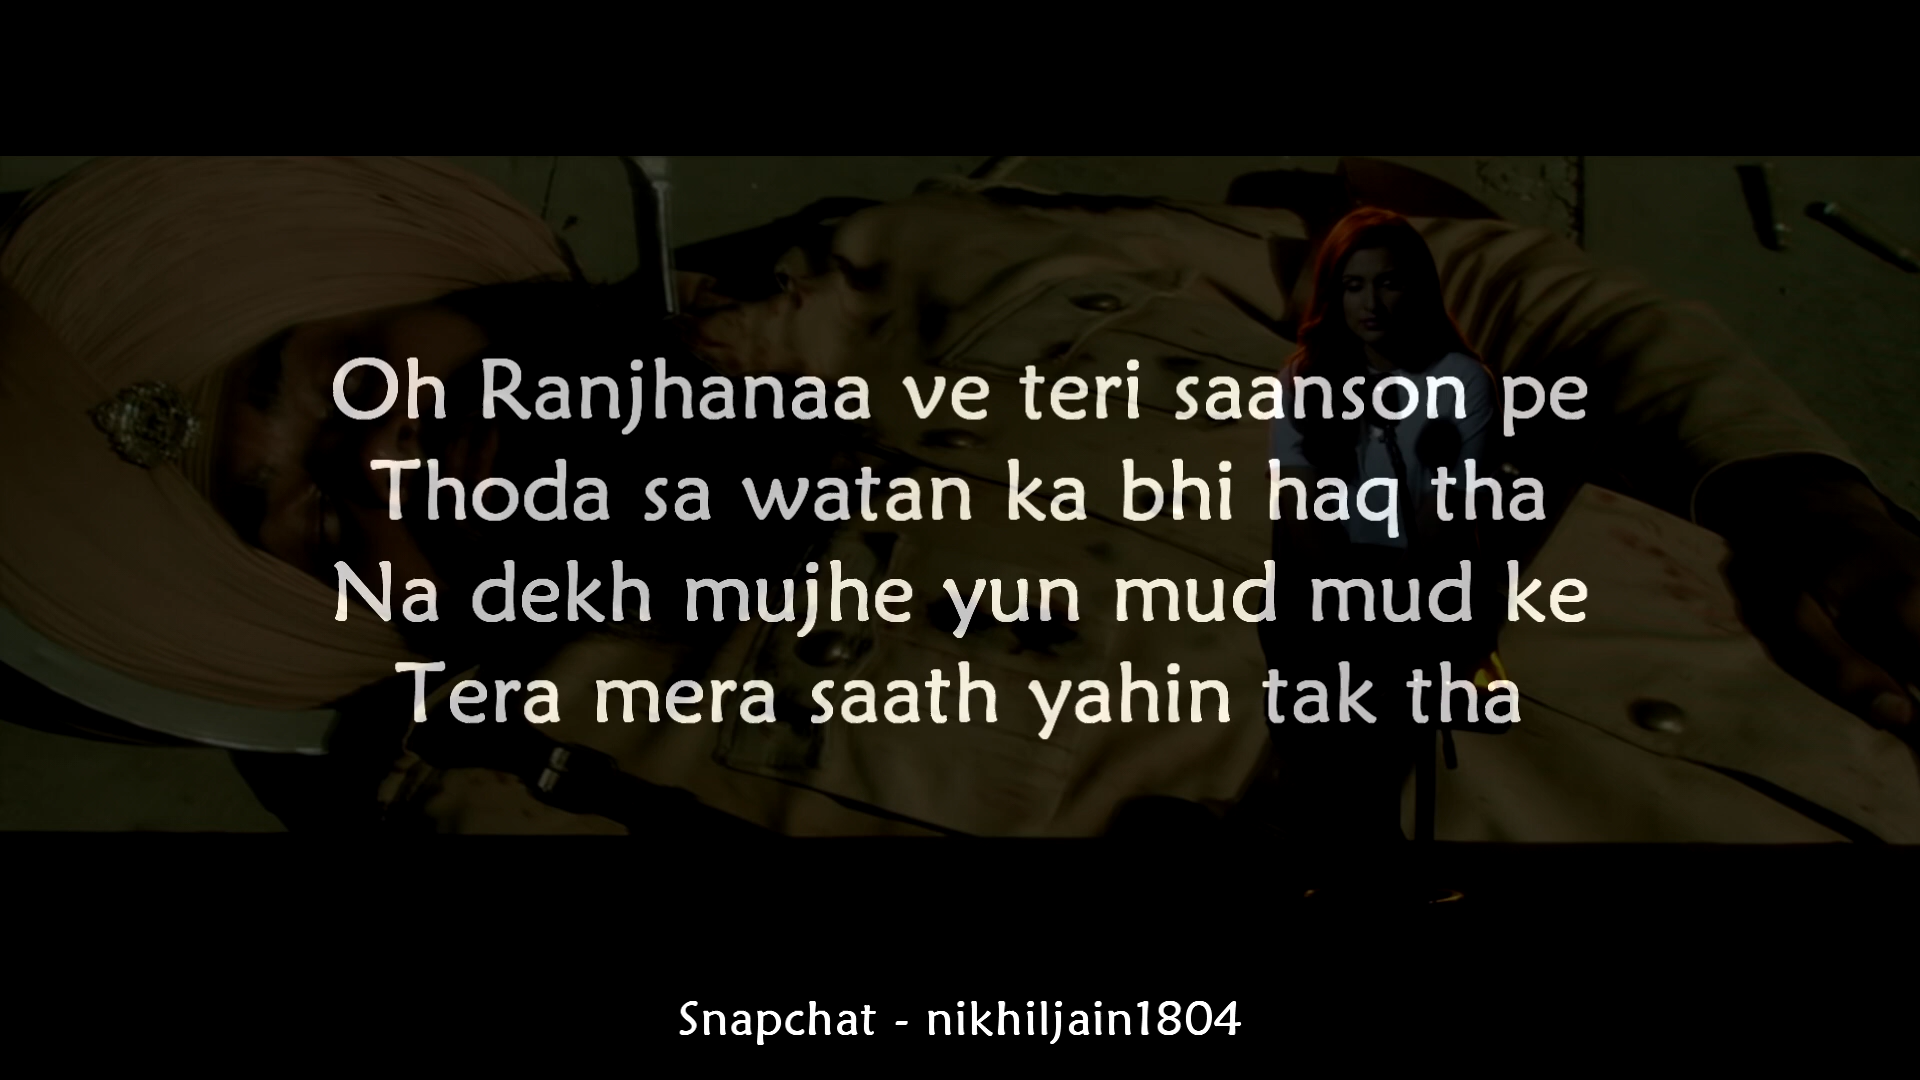 Oh Ranjhanaa ve teri saanson pe
Thoda sa watan ka bhi haq tha
Na dekh mujhe yun mud mud ke
Tera mera saath yahin tak tha
Snapchat - nikhiljain1804